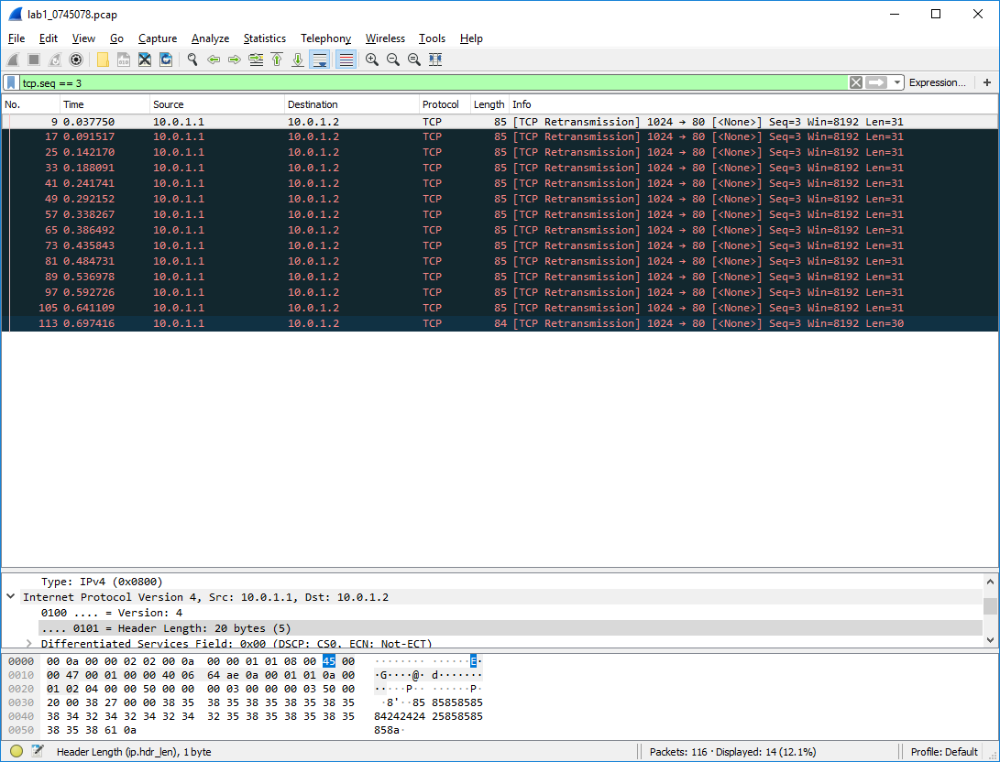 lab1_0745078.pcap
File Edit View Go Capture Analyze Statistics Telephony Wireless Tools Help
tcp.seq == 3 Expression... +
No. Time Source Destination Protocol Length Info
9 0.037750 10.0.1.1 10.0.1.2 TCP 85 [TCP Retransmission] 1024 → 80 [<None>] Seq=3 Win=8192 Len=31
17 0.091517 10.0.1.1 10.0.1.2 TCP 85 [TCP Retransmission] 1024 → 80 [<None>] Seq=3 Win=8192 Len=31
25 0.142170 10.0.1.1 10.0.1.2 TCP 85 [TCP Retransmission] 1024 → 80 [<None>] Seq=3 Win=8192 Len=31
33 0.188091 10.0.1.1 10.0.1.2 TCP 85 [TCP Retransmission] 1024 → 80 [<None>] Seq=3 Win=8192 Len=31
41 0.241741 10.0.1.1 10.0.1.2 TCP 85 [TCP Retransmission] 1024 → 80 [<None>] Seq=3 Win=8192 Len=31
49 0.292152 10.0.1.1 10.0.1.2 TCP 85 [TCP Retransmission] 1024 → 80 [<None>] Seq=3 Win=8192 Len=31
57 0.338267 10.0.1.1 10.0.1.2 TCP 85 [TCP Retransmission] 1024 → 80 [<None>] Seq=3 Win=8192 Len=31
65 0.386492 10.0.1.1 10.0.1.2 TCP 85 [TCP Retransmission] 1024 → 80 [<None>] Seq=3 Win=8192 Len=31
73 0.435843 10.0.1.1 10.0.1.2 TCP 85 [TCP Retransmission] 1024 → 80 [<None>] Seq=3 Win=8192 Len=31
81 0.484731 10.0.1.1 10.0.1.2 TCP 85 [TCP Retransmission] 1024 → 80 [<None>] Seq=3 Win=8192 Len=31
89 0.536978 10.0.1.1 10.0.1.2 TCP 85 [TCP Retransmission] 1024 → 80 [<None>] Seq=3 Win=8192 Len=31
97 0.592726 10.0.1.1 10.0.1.2 TCP 85 [TCP Retransmission] 1024 → 80 [<None>] Seq=3 Win=8192 Len=31
105 0.641109 10.0.1.1 10.0.1.2 TCP 85 [TCP Retransmission] 1024 → 80 [<None>] Seq=3 Win=8192 Len=31
113 0.697416 10.0.1.1 10.0.1.2 TCP 84 [TCP Retransmission] 1024 → 80 [<None>] Seq=3 Win=8192 Len=30
Type: IPv4 (0x0800)
Internet Protocol Version 4, Src: 10.0.1.1, Dst: 10.0.1.2
0100 .... = Version: 4
.... 0101 = Header Length: 20 bytes (5)
Differentiated Services Field: 0x00 (DSCP: CS0, ECN: Not-ECT)
0000 00 0a 00 00 02 02 00 0a 00 00 01 01 08 00 45 00 ········ ······E·
0010 00 47 00 01 00 00 40 06 64 ae 0a 00 01 01 0a 00 ·G····@· d·······
0020 01 02 04 00 00 50 00 00 00 03 00 00 00 03 50 00 ·····P·· ······P·
0030 20 00 38 27 00 00 38 35 38 35 38 35 38 35 38 35 ·8'··85 85858585
0040 38 34 32 34 32 34 32 34 32 35 38 35 38 35 38 35 84242424 25858585
0050 38 35 38 61 0a 858a·
Header Length (ip.hdr_len), 1 byte Packets: 116 · Displayed: 14 (12.1%) Profile: Default